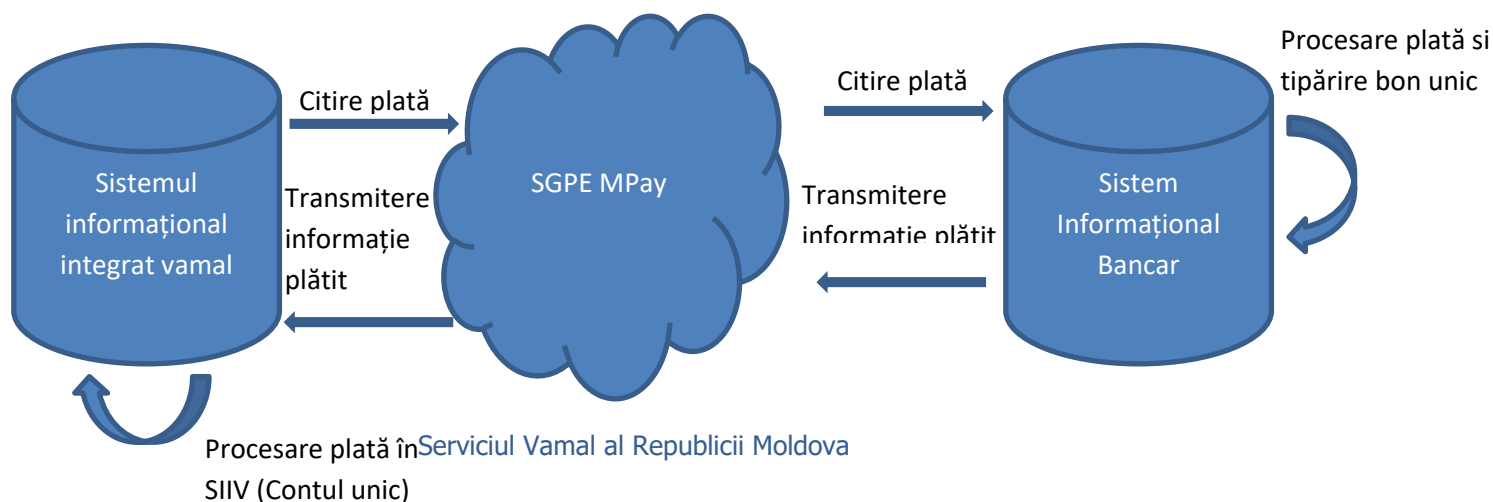 Procesare plată si
tipărire bon unic
Citire plată
Citire plată
Sistemul
informațional
integrat vamal
Transmitere
informație
plătit
SGPE MPay
Transmitere
informatie plătit
Sistem
Informațional
Bancar
Procesare plată în
SIIV (Contul unic)
Serviciul Vamal al Republicii Moldova